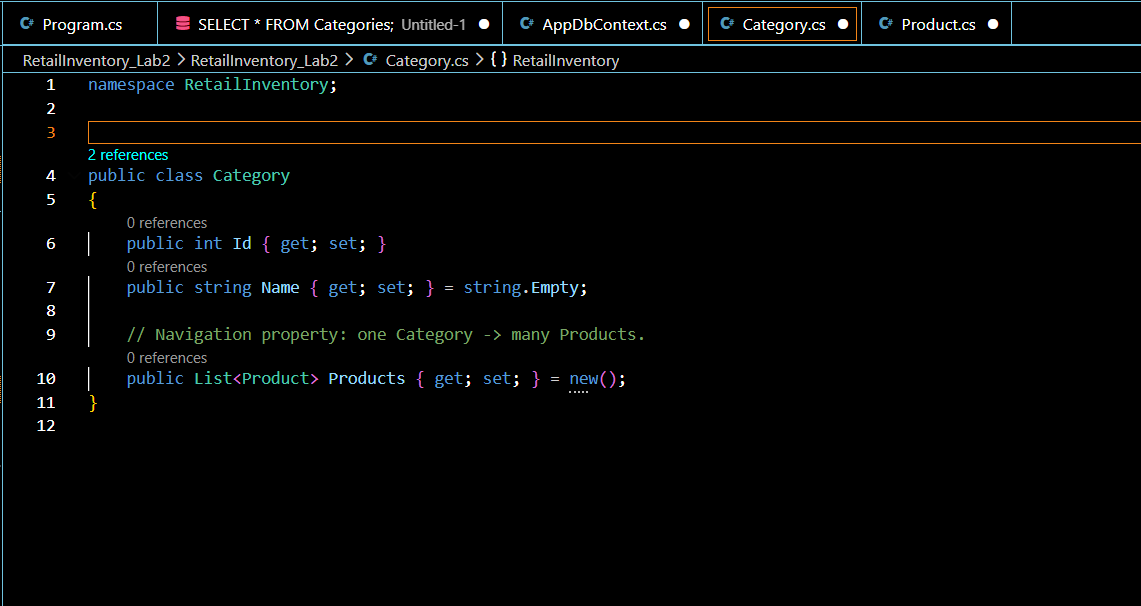 C# Program.cs SELECT * FROM Categories; Untitled-1 ● C# AppDbContext.cs ● C# Category.cs ● C# Product.cs ●
RetailInventory_Lab2 > RetailInventory_Lab2 > C# Category.cs > {} RetailInventory
1 namespace RetailInventory;
2
3
2 references
4 public class Category
5 {
0 references
6 public int Id { get; set; }
0 references
7 public string Name { get; set; } = string.Empty;
8
9 // Navigation property: one Category -> many Products.
0 references
10 public List<Product> Products { get; set; } = new();
11 }
12